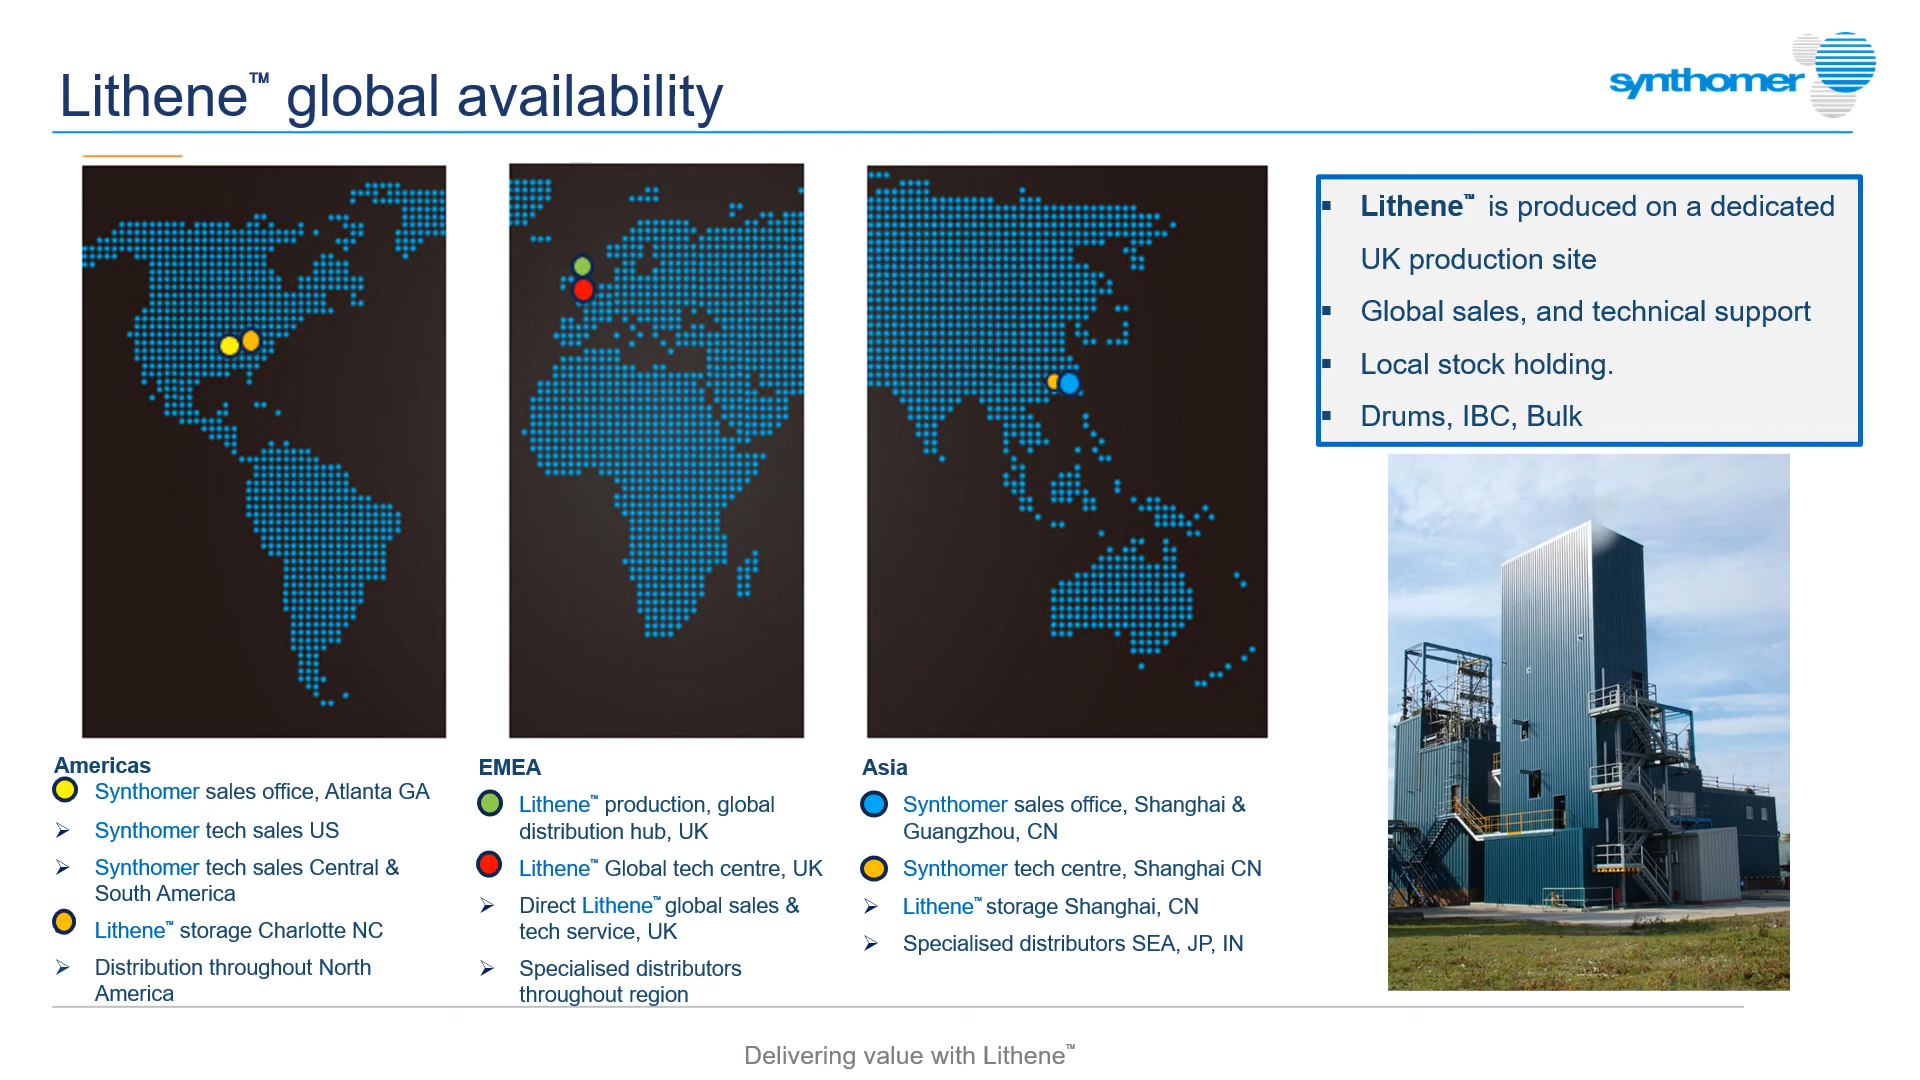 Lithene™ global availability
synthomer
Lithene™ is produced on a dedicated
UK production site
Global sales, and technical support
Local stock holding.
Drums, IBC, Bulk
Americas
Synthomer sales office, Atlanta GA
Synthomer tech sales US
Synthomer tech sales Central &
South America
Lithene™ storage Charlotte NC
Distribution throughout North
America
EMEA
Lithene™ production, global
distribution hub, UK
Lithene™ Global tech centre, UK
Direct Lithene™ global sales &
tech service, UK
Specialised distributors
throughout region
Asia
Synthomer sales office, Shanghai &
Guangzhou, CN
Synthomer tech centre, Shanghai CN
Lithene™ storage Shanghai, CN
Specialised distributors SEA, JP, IN
Delivering value with Lithene™